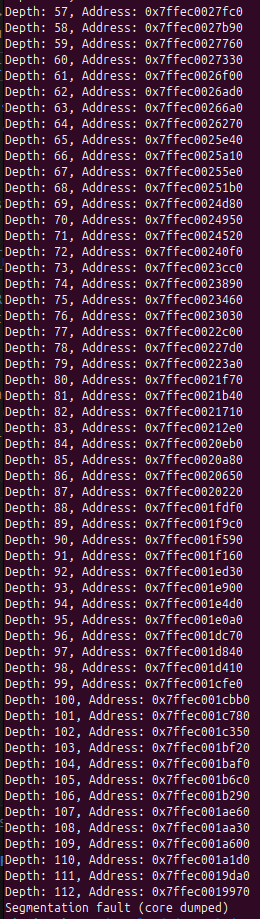 Depth: 57, Address: 0x7ffec0027fc0
Depth: 58, Address: 0x7ffec0027b90
Depth: 59, Address: 0x7ffec0027760
Depth: 60, Address: 0x7ffec0027330
Depth: 61, Address: 0x7ffec0026f00
Depth: 62, Address: 0x7ffec0026ad0
Depth: 63, Address: 0x7ffec00266a0
Depth: 64, Address: 0x7ffec0026270
Depth: 65, Address: 0x7ffec0025e40
Depth: 66, Address: 0x7ffec0025a10
Depth: 67, Address: 0x7ffec00255e0
Depth: 68, Address: 0x7ffec00251b0
Depth: 69, Address: 0x7ffec0024d80
Depth: 70, Address: 0x7ffec0024950
Depth: 71, Address: 0x7ffec0024520
Depth: 72, Address: 0x7ffec00240f0
Depth: 73, Address: 0x7ffec0023cc0
Depth: 74, Address: 0x7ffec0023890
Depth: 75, Address: 0x7ffec0023460
Depth: 76, Address: 0x7ffec0023030
Depth: 77, Address: 0x7ffec0022c00
Depth: 78, Address: 0x7ffec00227d0
Depth: 79, Address: 0x7ffec00223a0
Depth: 80, Address: 0x7ffec0021f70
Depth: 81, Address: 0x7ffec0021b40
Depth: 82, Address: 0x7ffec0021710
Depth: 83, Address: 0x7ffec00212e0
Depth: 84, Address: 0x7ffec0020eb0
Depth: 85, Address: 0x7ffec0020a80
Depth: 86, Address: 0x7ffec0020650
Depth: 87, Address: 0x7ffec0020220
Depth: 88, Address: 0x7ffec001fdf0
Depth: 89, Address: 0x7ffec001f9c0
Depth: 90, Address: 0x7ffec001f590
Depth: 91, Address: 0x7ffec001f160
Depth: 92, Address: 0x7ffec001ed30
Depth: 93, Address: 0x7ffec001e900
Depth: 94, Address: 0x7ffec001e4d0
Depth: 95, Address: 0x7ffec001e0a0
Depth: 96, Address: 0x7ffec001dc70
Depth: 97, Address: 0x7ffec001d840
Depth: 98, Address: 0x7ffec001d410
Depth: 99, Address: 0x7ffec001cfe0
Depth: 100, Address: 0x7ffec001cbb0
Depth: 101, Address: 0x7ffec001c780
Depth: 102, Address: 0x7ffec001c350
Depth: 103, Address: 0x7ffec001bf20
Depth: 104, Address: 0x7ffec001baf0
Depth: 105, Address: 0x7ffec001b6c0
Depth: 106, Address: 0x7ffec001b290
Depth: 107, Address: 0x7ffec001ae60
Depth: 108, Address: 0x7ffec001aa30
Depth: 109, Address: 0x7ffec001a600
Depth: 110, Address: 0x7ffec001a1d0
Depth: 111, Address: 0x7ffec0019da0
Depth: 112, Address: 0x7ffec0019970
Segmentation fault (core dumped)